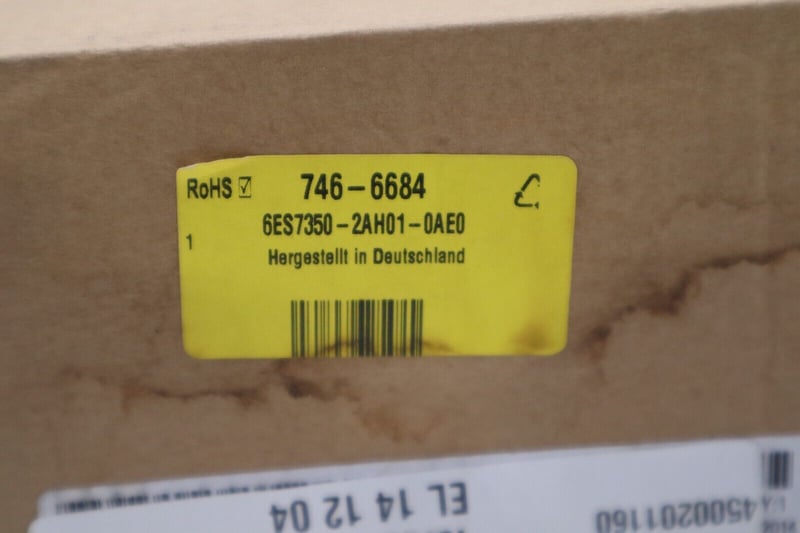 RoHS ☑ 746-6684
6ES7350-2AH01-0AE0
1
Hergestellt in Deutschland
EL 14 12 04
4500201160